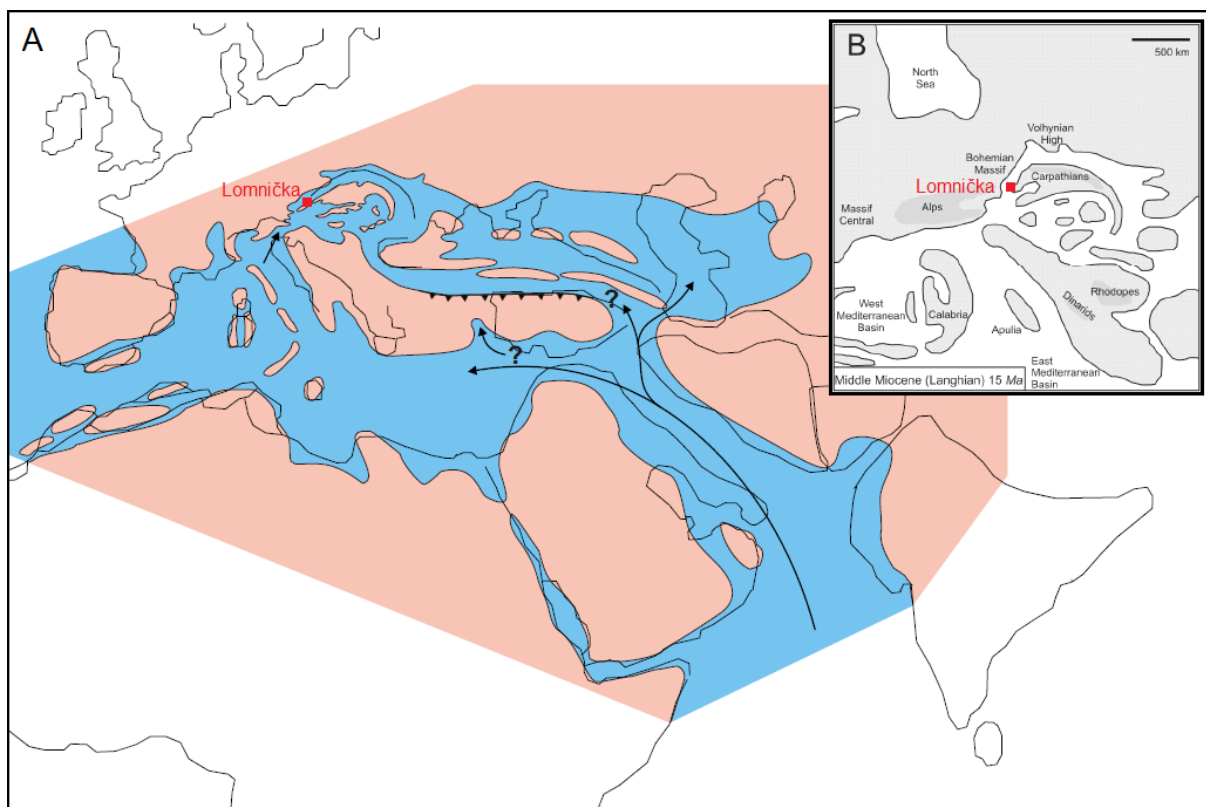 A
Lomnička
?
?
B
500 km
North
Sea
Volhynian
High
Bohemian
Massif
Lomnička
Carpathians
Alps
Massif
Central
Rhodopes
Dinarids
West
Mediterranean
Basin
Calabria
Apulia
East
Mediterranean
Basin
Middle Miocene (Langhian) 15 Ma